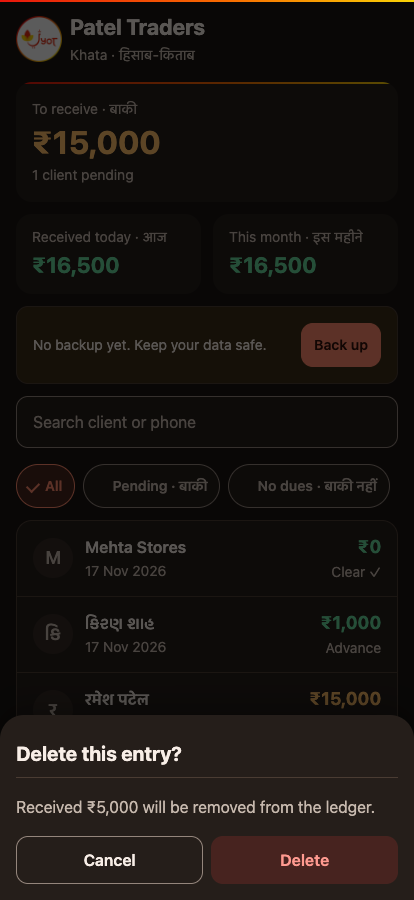 Jyot
Patel Traders
Khata · हिसाब-किताब
To receive · बाकी
₹15,000
1 client pending
Received today · आज
₹16,500
This month · इस महीने
₹16,500
No backup yet. Keep your data safe.
Back up
Search client or phone
All
Pending · बाकी
No dues · बाकी नहीं
M
Mehta Stores
₹0
17 Nov 2026
Clear ✓
કિ
કિરણ શાહ
₹1,000
17 Nov 2026
Advance
र
रमेश पटेल
₹15,000
Delete this entry?
Received ₹5,000 will be removed from the ledger.
Cancel
Delete